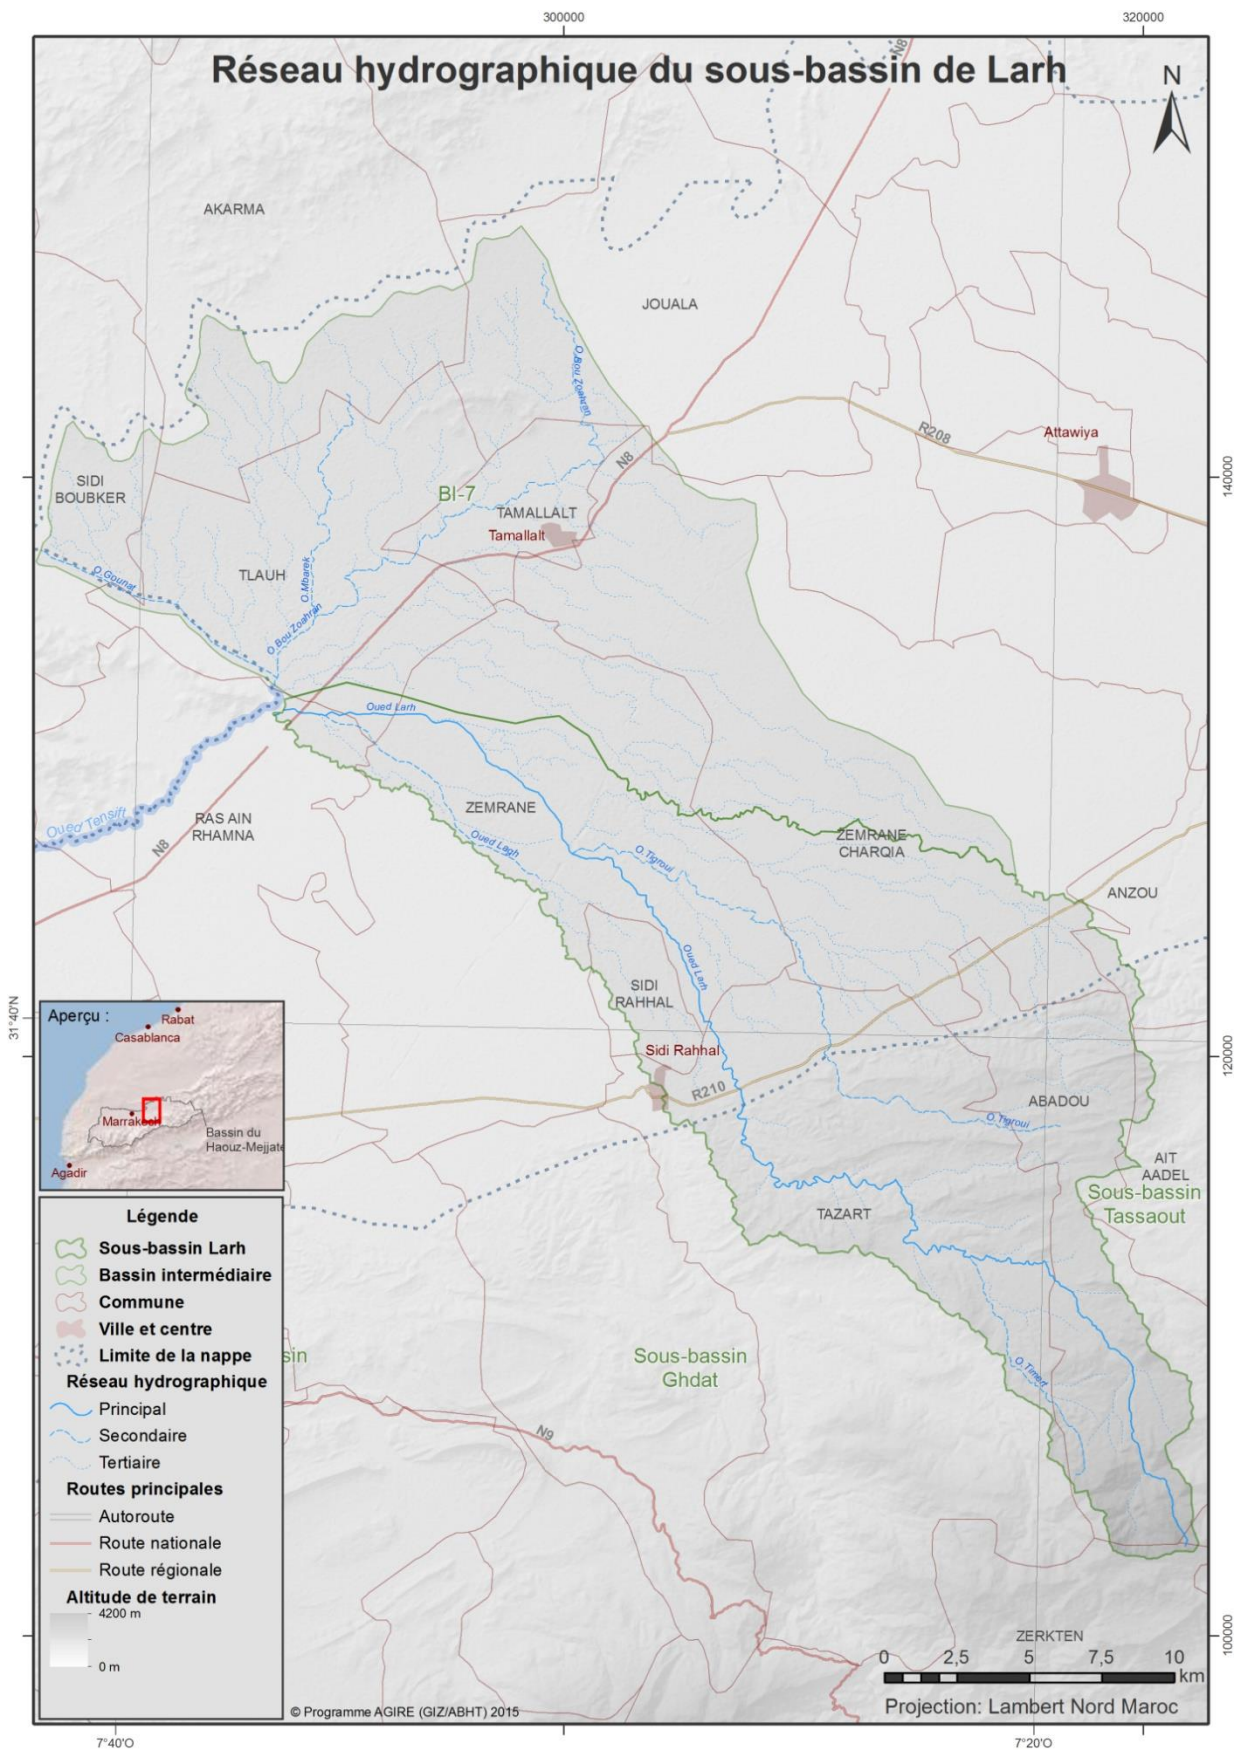 300000
320000
Réseau hydrographique du sous-bassin de Larh
N
N8
AKARMA
JOUALA
O.Bou Zoahran
R208
Attawiya
N8
SIDI
BOUBKER
BI-7
TAMALLALT
Tamallalt
140000
O.Gounat
TLAUH
O.Mbarek
O.Bou Zoahran
Oued Larh
Oued Tensift
RAS AIN
RHAMNA
N8
ZEMRANE
Oued Lagh
O.Tigroui
ZEMRANE
CHARQIA
ANZOU
Oued Larh
SIDI
RAHHAL
31°40'N
Sidi Rahhal
120000
R210
ABADOU
O.Tigroui
AIT
AADEL
Sous-bassin
Tassaout
TAZART
Aperçu :
Rabat
Casablanca
Marrakech
Bassin du
Haouz-Mejjate
Agadir
Légende
Sous-bassin Larh
Bassin intermédiaire
Commune
Ville et centre
Limite de la nappe
Réseau hydrographique
Principal
Secondaire
Tertiaire
Routes principales
Autoroute
Route nationale
Route régionale
Altitude de terrain
4200 m
0 m
sin
Sous-bassin
Ghdat
N9
ZERKTEN
100000
0 2,5 5 7,5 10
km
Projection: Lambert Nord Maroc
© Programme AGIRE (GIZ/ABHT) 2015
7°40'O
7°20'O